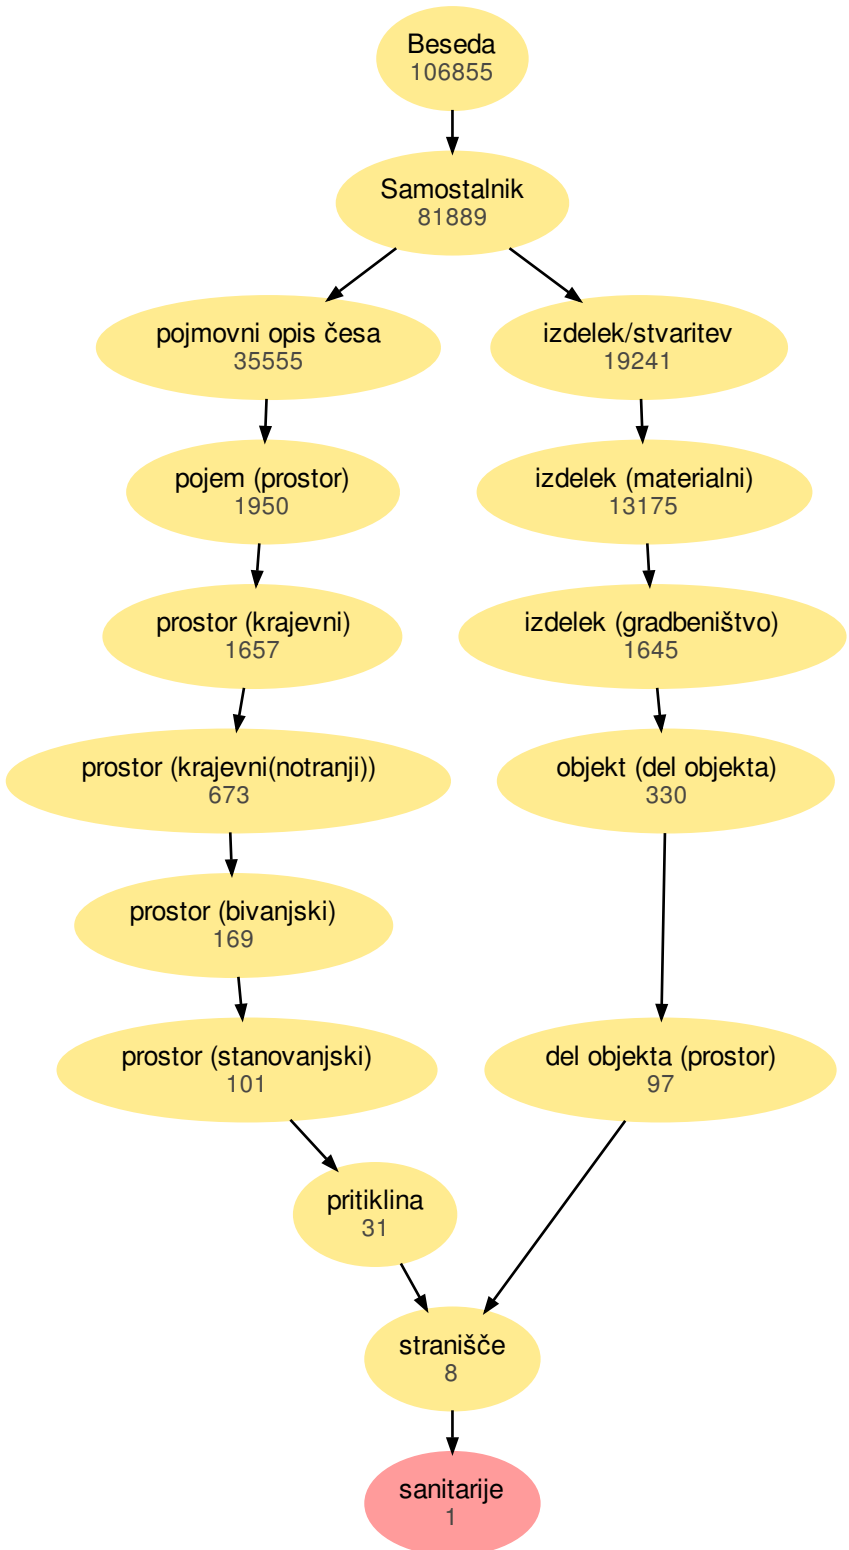 Beseda
106855
Samostalnik
81889
pojmovni opis česa
35555
izdelek/stvaritev
19241
pojem (prostor)
1950
izdelek (materialni)
13175
prostor (krajevni)
1657
izdelek (gradbeništvo)
1645
prostor (krajevni(notranji))
673
objekt (del objekta)
330
prostor (bivanjski)
169
prostor (stanovanjski)
101
del objekta (prostor)
97
pritiklina
31
stranišče
8
sanitarije
1